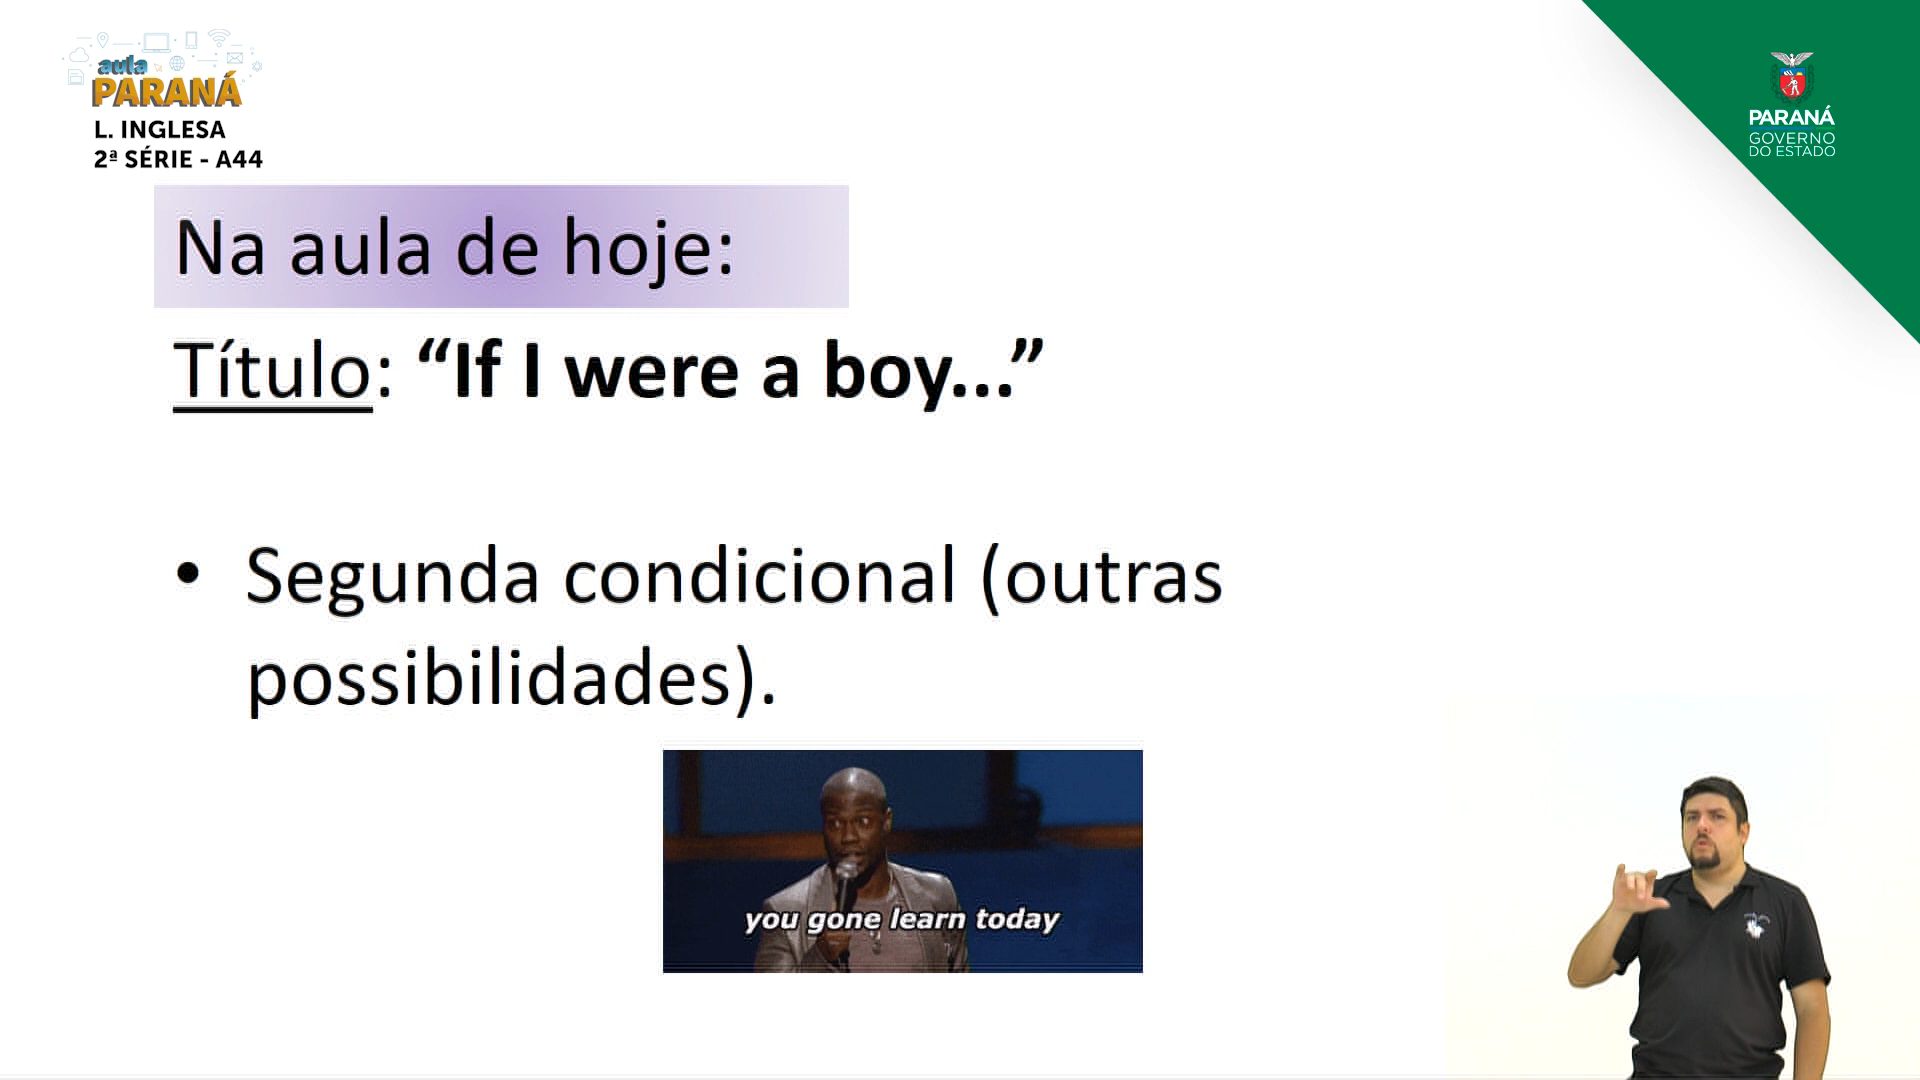 aula
PARANÁ
L. INGLESA
2ª SÉRIE - A44
PARANÁ
GOVERNO
DO ESTADO
Na aula de hoje:
Título: “If I were a boy...”
• Segunda condicional (outras
possibilidades).
you gone learn today